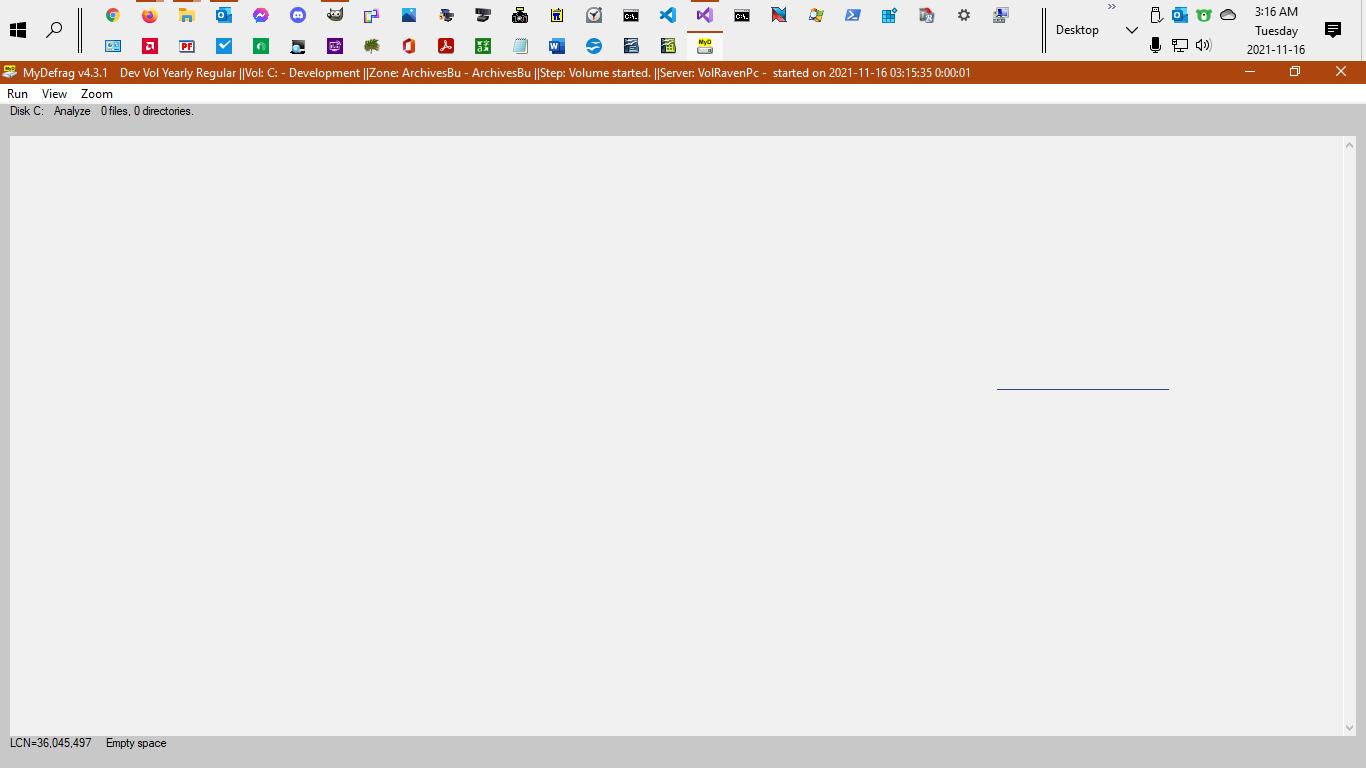 3:16 AM
Desktop
Tuesday
PF
W
MyD
2021-11-16
MyDefrag v4.3.1 Dev Vol Yearly Regular ||Vol: C: - Development ||Zone: ArchivesBu - ArchivesBu ||Step: Volume started. ||Server: VolRavenPc - started on 2021-11-16 03:15:35 0:00:01
Run View Zoom
Disk C: Analyze 0 files, 0 directories.
LCN=36,045,497 Empty space